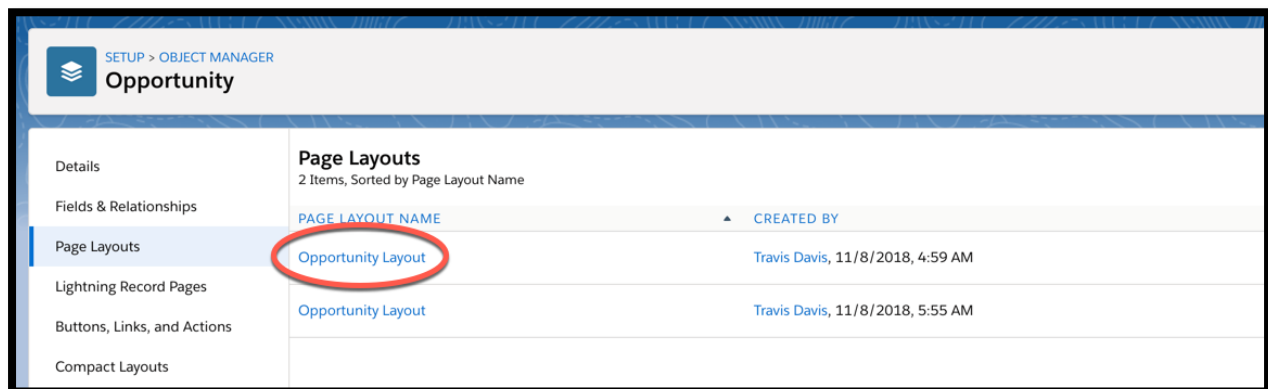 SETUP > OBJECT MANAGER
Opportunity
Details
Fields & Relationships
Page Layouts
Lightning Record Pages
Buttons, Links, and Actions
Compact Layouts
Page Layouts
2 Items, Sorted by Page Layout Name
PAGE LAYOUT NAME CREATED BY
Opportunity Layout Travis Davis, 11/8/2018, 4:59 AM
Opportunity Layout Travis Davis, 11/8/2018, 5:55 AM